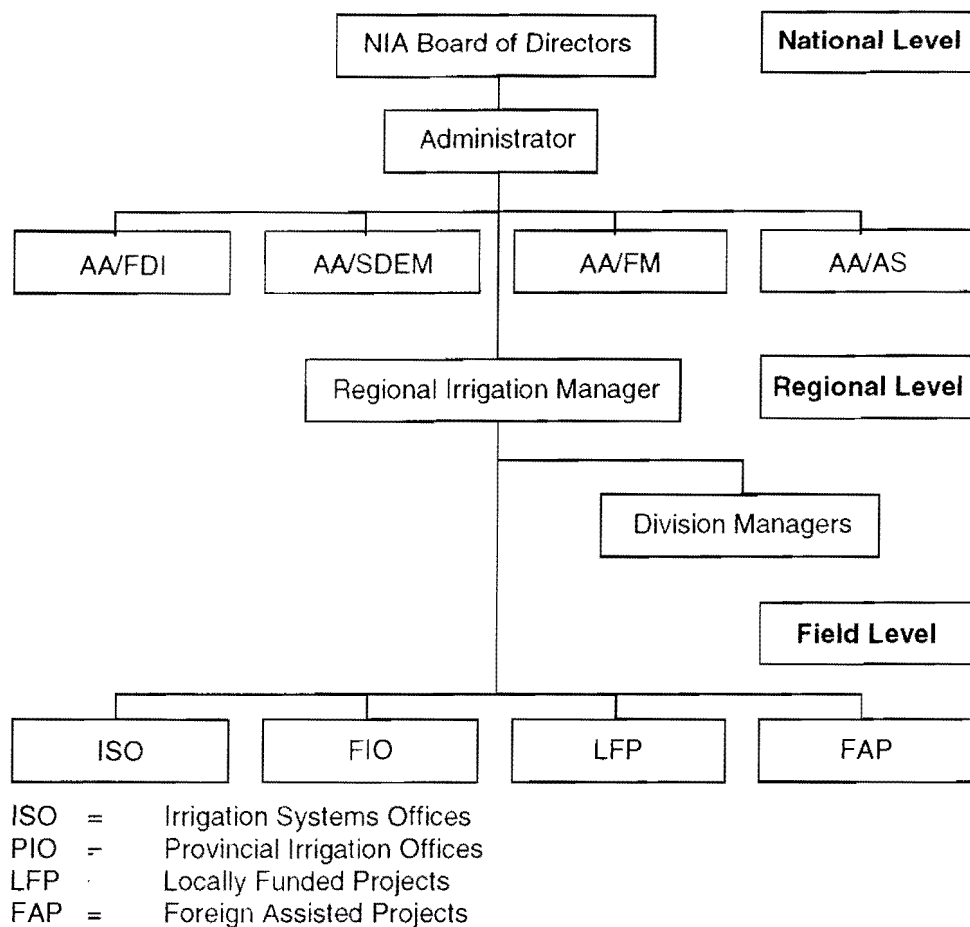 NIA Board of Directors
National Level
Administrator
AA/FDI
AA/SDEM
AA/FM
AA/AS
Regional Irrigation Manager
Regional Level
Division Managers
Field Level
ISO
FIO
LFP
FAP
ISO = Irrigation Systems Offices
PIO = Provincial Irrigation Offices
LFP · Locally Funded Projects
FAP = Foreign Assisted Projects